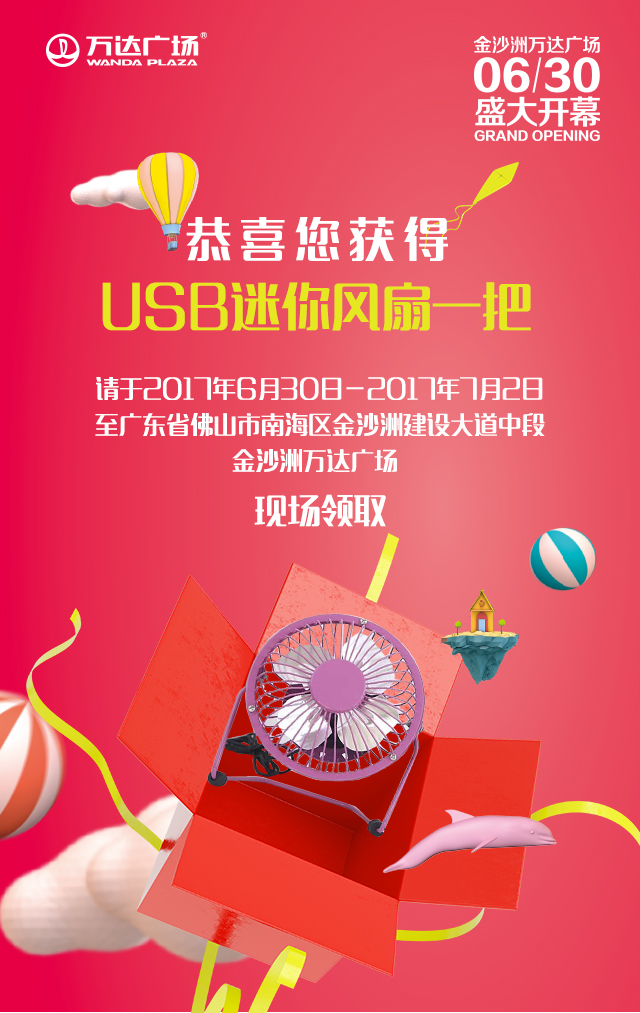 万达广场®
WANDA PLAZA
金沙洲万达广场
06/30
盛大开幕
GRAND OPENING
恭喜您获得
USB迷你风扇一把
请于2017年6月30日-2017年7月2日
至广东省佛山市南海区金沙洲建设大道中段
金沙洲万达广场
现场领取